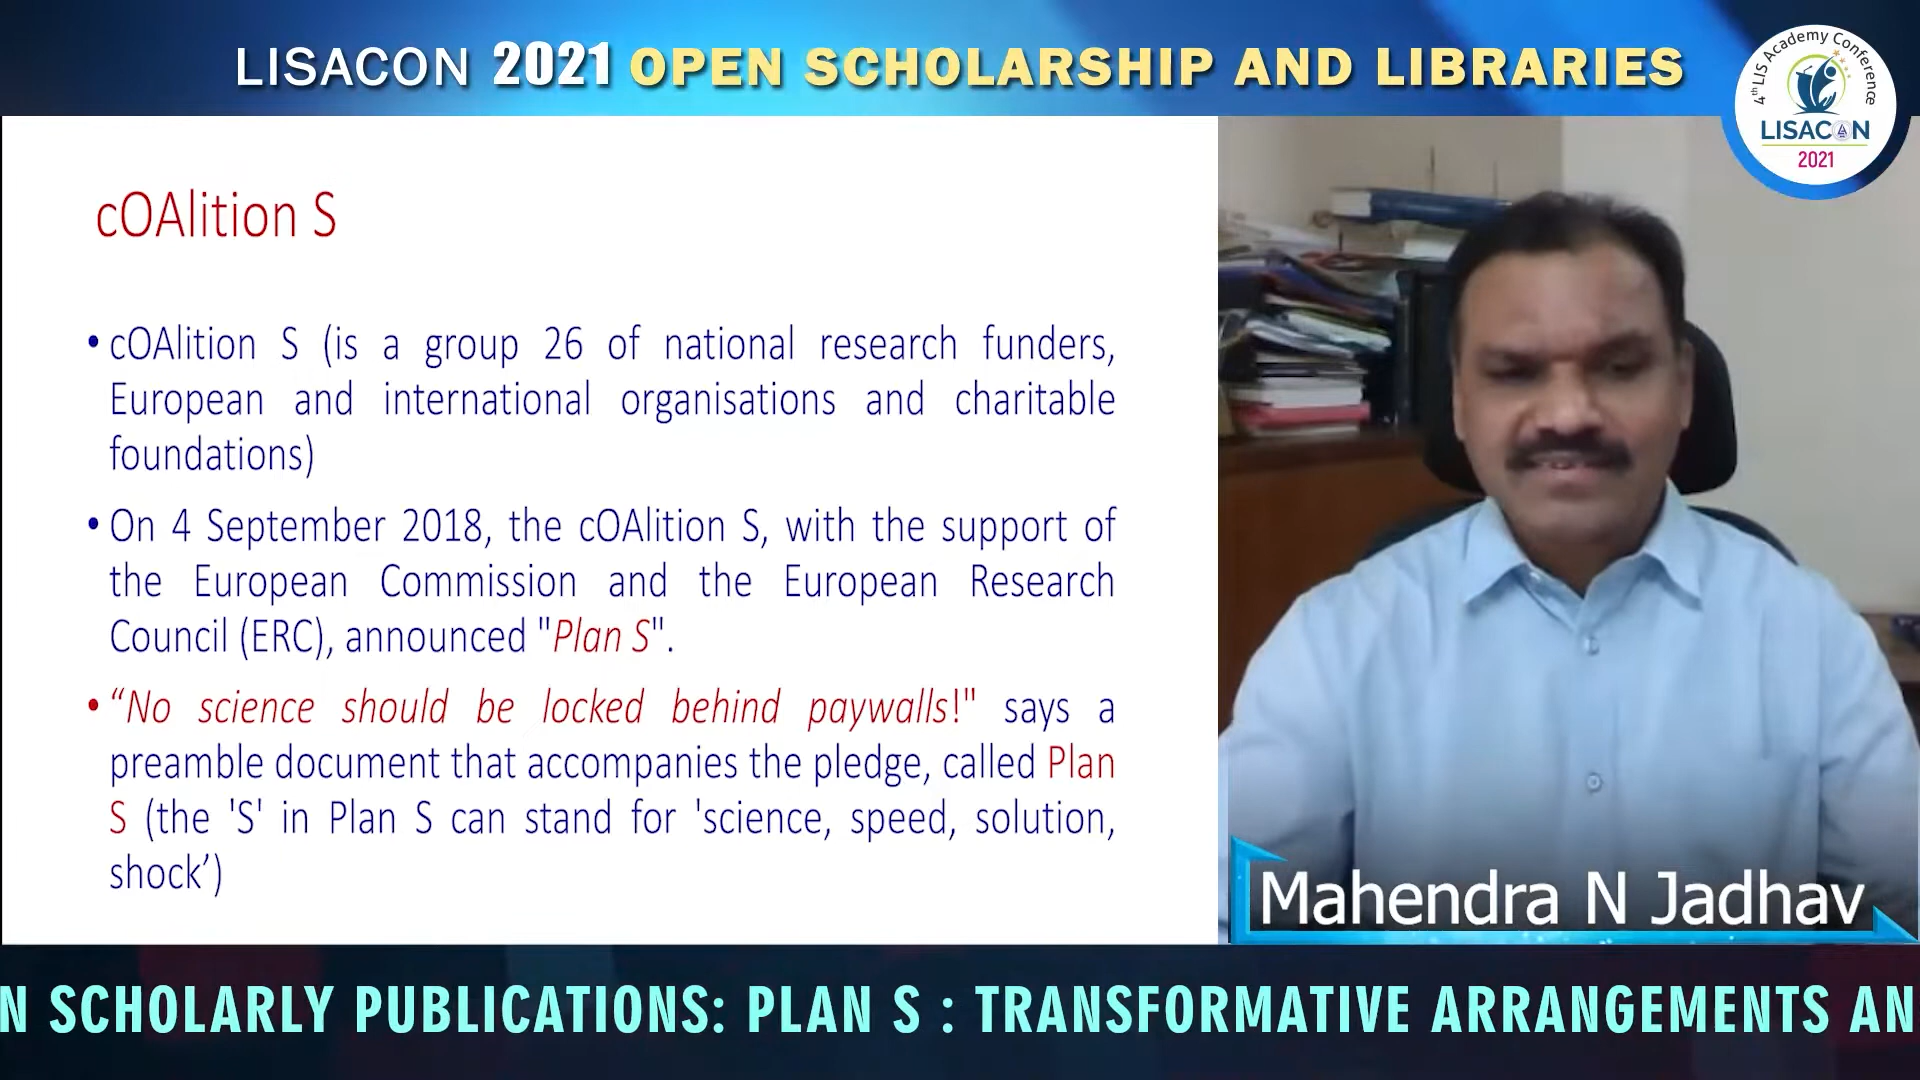 LISACON 2021 OPEN SCHOLARSHIP AND LIBRARIES
4th LIS Academy Conference
LISACON
2021
cOAlition S
• cOAlition S (is a group 26 of national research funders,
European and international organisations and charitable
foundations)
• On 4 September 2018, the cOAlition S, with the support of
the European Commission and the European Research
Council (ERC), announced "Plan S".
• “No science should be locked behind paywalls!" says a
preamble document that accompanies the pledge, called Plan
S (the 'S' in Plan S can stand for 'science, speed, solution,
shock’)
Mahendra N Jadhav
N SCHOLARLY PUBLICATIONS: PLAN S : TRANSFORMATIVE ARRANGEMENTS AN